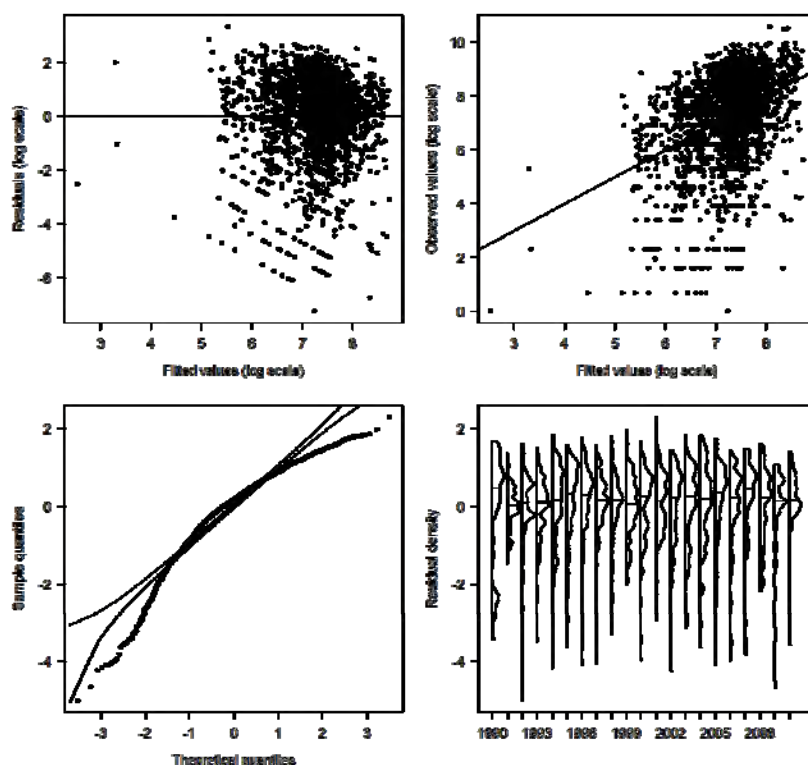 2
0
-2
-4
-6
3 4 5 6 7 8
Residuals (log scale)
Fitted values (log scale)
10
8
6
4
2
0
3 4 5 6 7 8
Observed values (log scale)
Fitted values (log scale)
2
0
-2
-4
-3 -2 -1 0 1 2 3
Sample quantiles
Theoretical quantiles
2
0
-2
-4
1990 1993 1996 1999 2002 2005 2008
Residual density